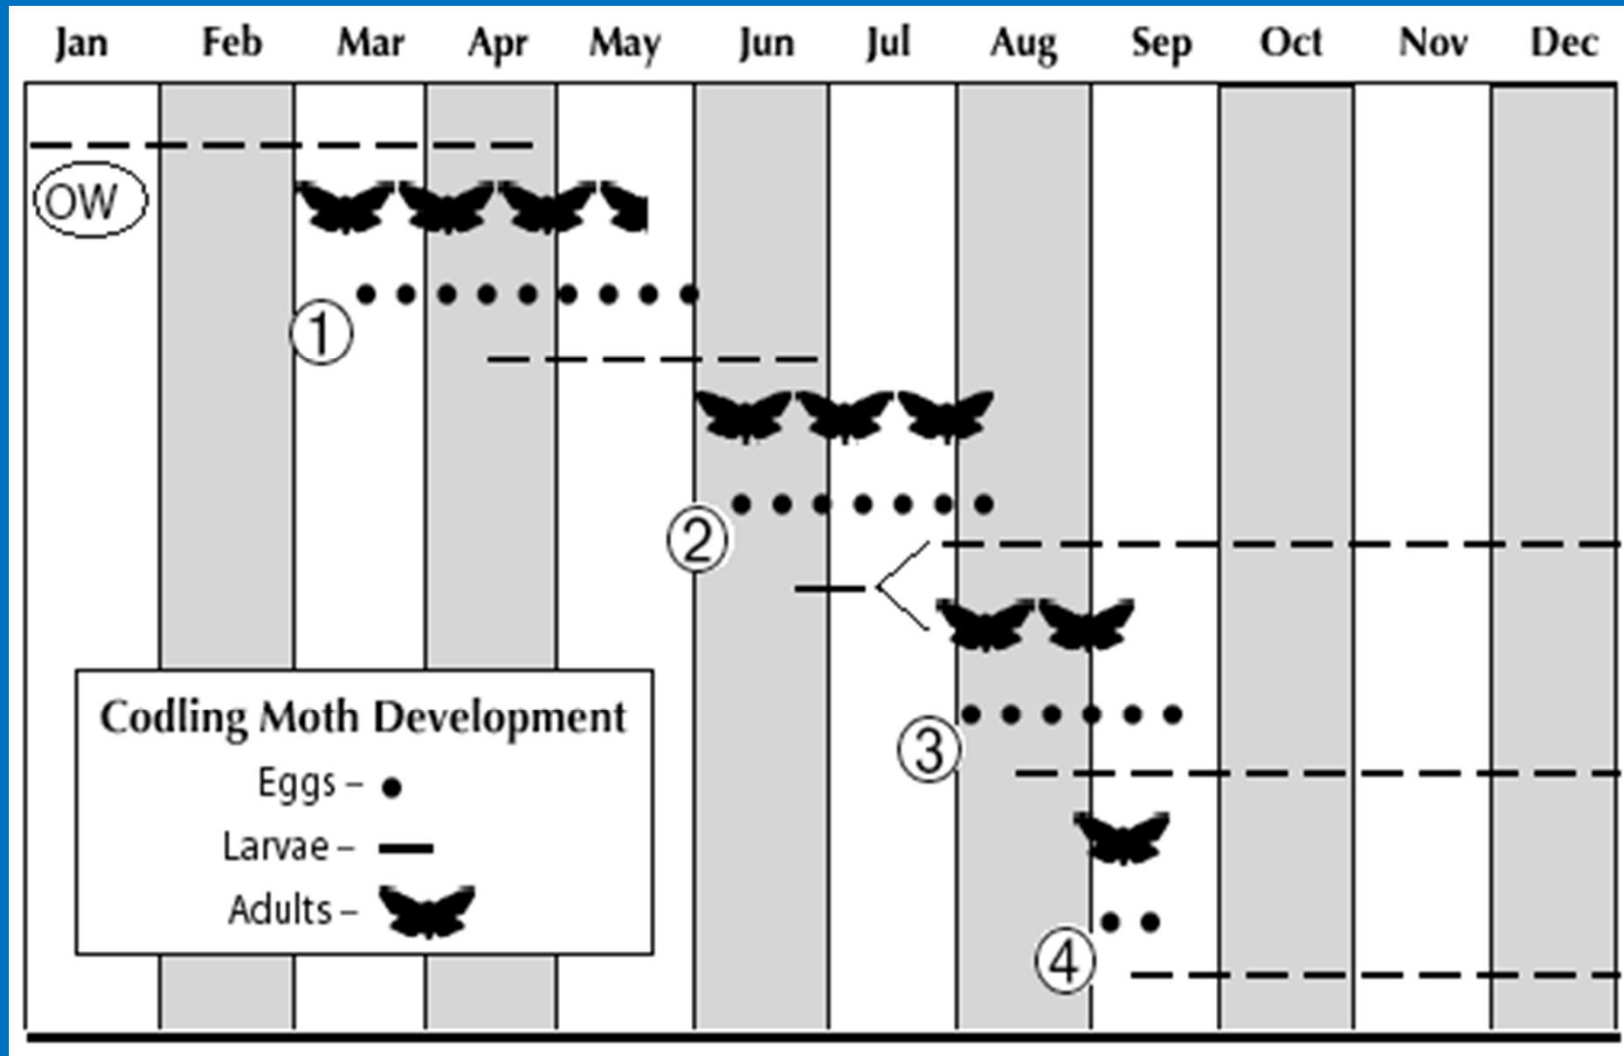 Jan Feb Mar Apr May Jun Jul Aug Sep Oct Nov Dec
OW
1
2
3
4
Codling Moth Development
Eggs –
Larvae –
Adults –